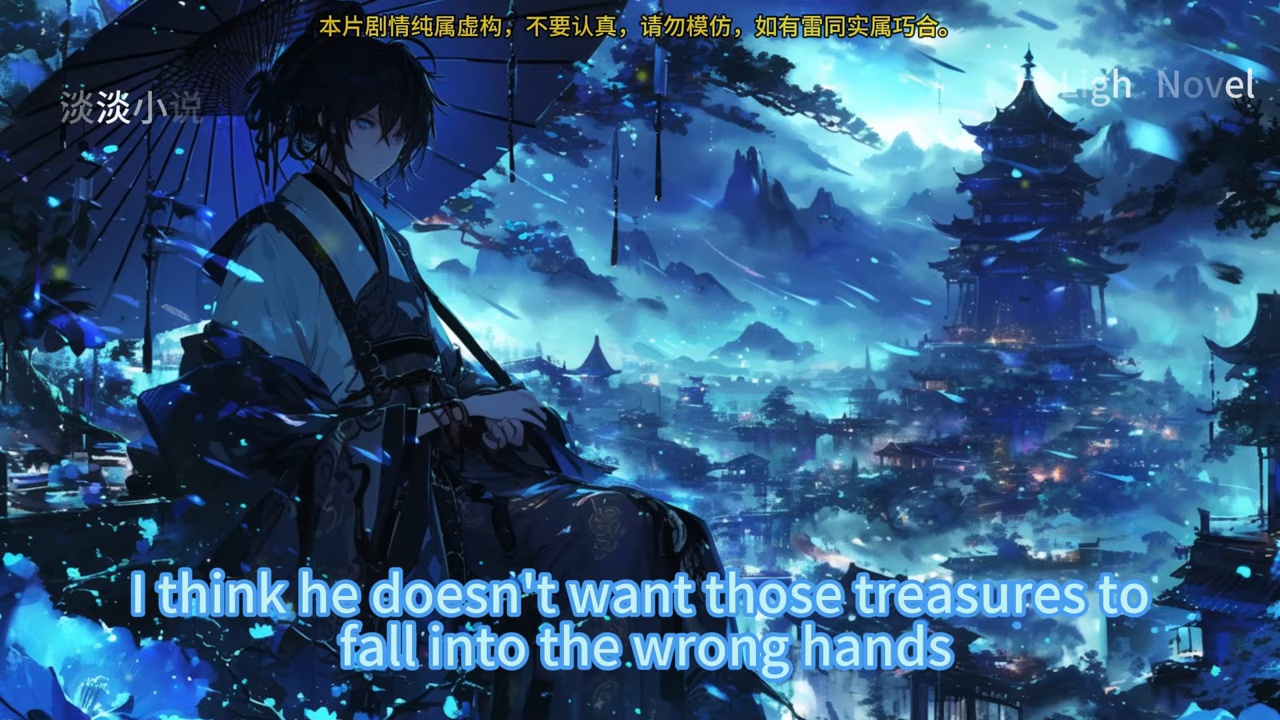 本片剧情纯属虚构，不要认真，请勿模仿，如有雷同实属巧合。
淡淡小说
Ligh Novel
I think he doesn't want those treasures to
fall into the wrong hands